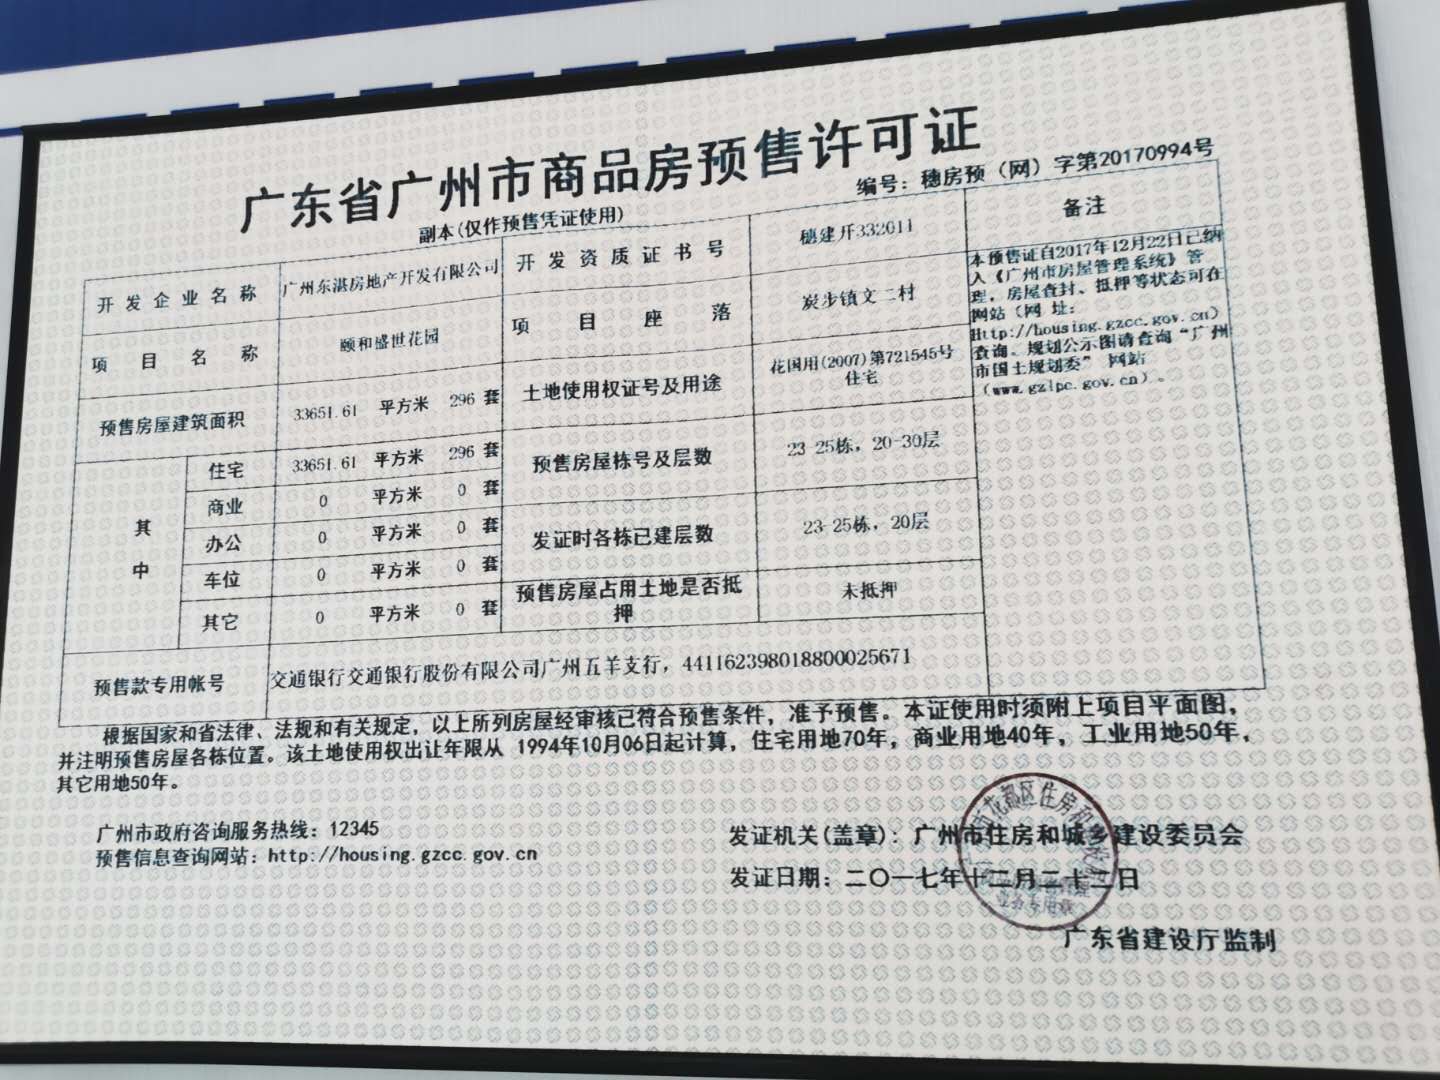 广东省广州市商品房预售许可证
编号：穗房预（网）字第20170994号
副本(仅作预售凭证使用)
开发企业名称
广州东湛房地产开发有限公司
开发资质证书号
穗建开332011
备注
项目名称
颐和盛世花园
项目座落
炭步镇文二村
本预售证自2017年12月22日已纳
入《广州市房屋管理系统》管
理，房屋查封、抵押等状态可在
网站（网 址：
Http://housing.gzcc.gov.cn）
查询。规划公示图请查询“广州
市国土规划委” 网站
（www.gzlpc.gov.cn）。
预售房屋建筑面积
33651.61 平方米 296 套
土地使用权证号及用途
花国用(2007)第721545号
住宅
其中
住宅 33651.61 平方米 296 套
商业 0 平方米 0 套
办公 0 平方米 0 套
车位 0 平方米 0 套
其它 0 平方米 0 套
预售房屋栋号及层数
23-25栋，20-30层
发证时各栋已建层数
23-25栋，20层
预售房屋占用土地是否抵
押
未抵押
预售款专用帐号
交通银行交通银行股份有限公司广州五羊支行，441162398018800025671
根据国家和省法律、法规和有关规定，以上所列房屋经审核已符合预售条件，准予预售。本证使用时须附上项目平面图，
并注明预售房屋各栋位置。该土地使用权出让年限从 1994年10月06日起计算，住宅用地70年，商业用地40年，工业用地50年，
其它用地50年。
广州市政府咨询服务热线：12345
预售信息查询网站：http://housing.gzcc.gov.cn
发证机关(盖章)：广州市住房和城乡建设委员会
发证日期：二〇一七年十二月二十二日
广东省建设厅监制
花都区住房和
业务专用章